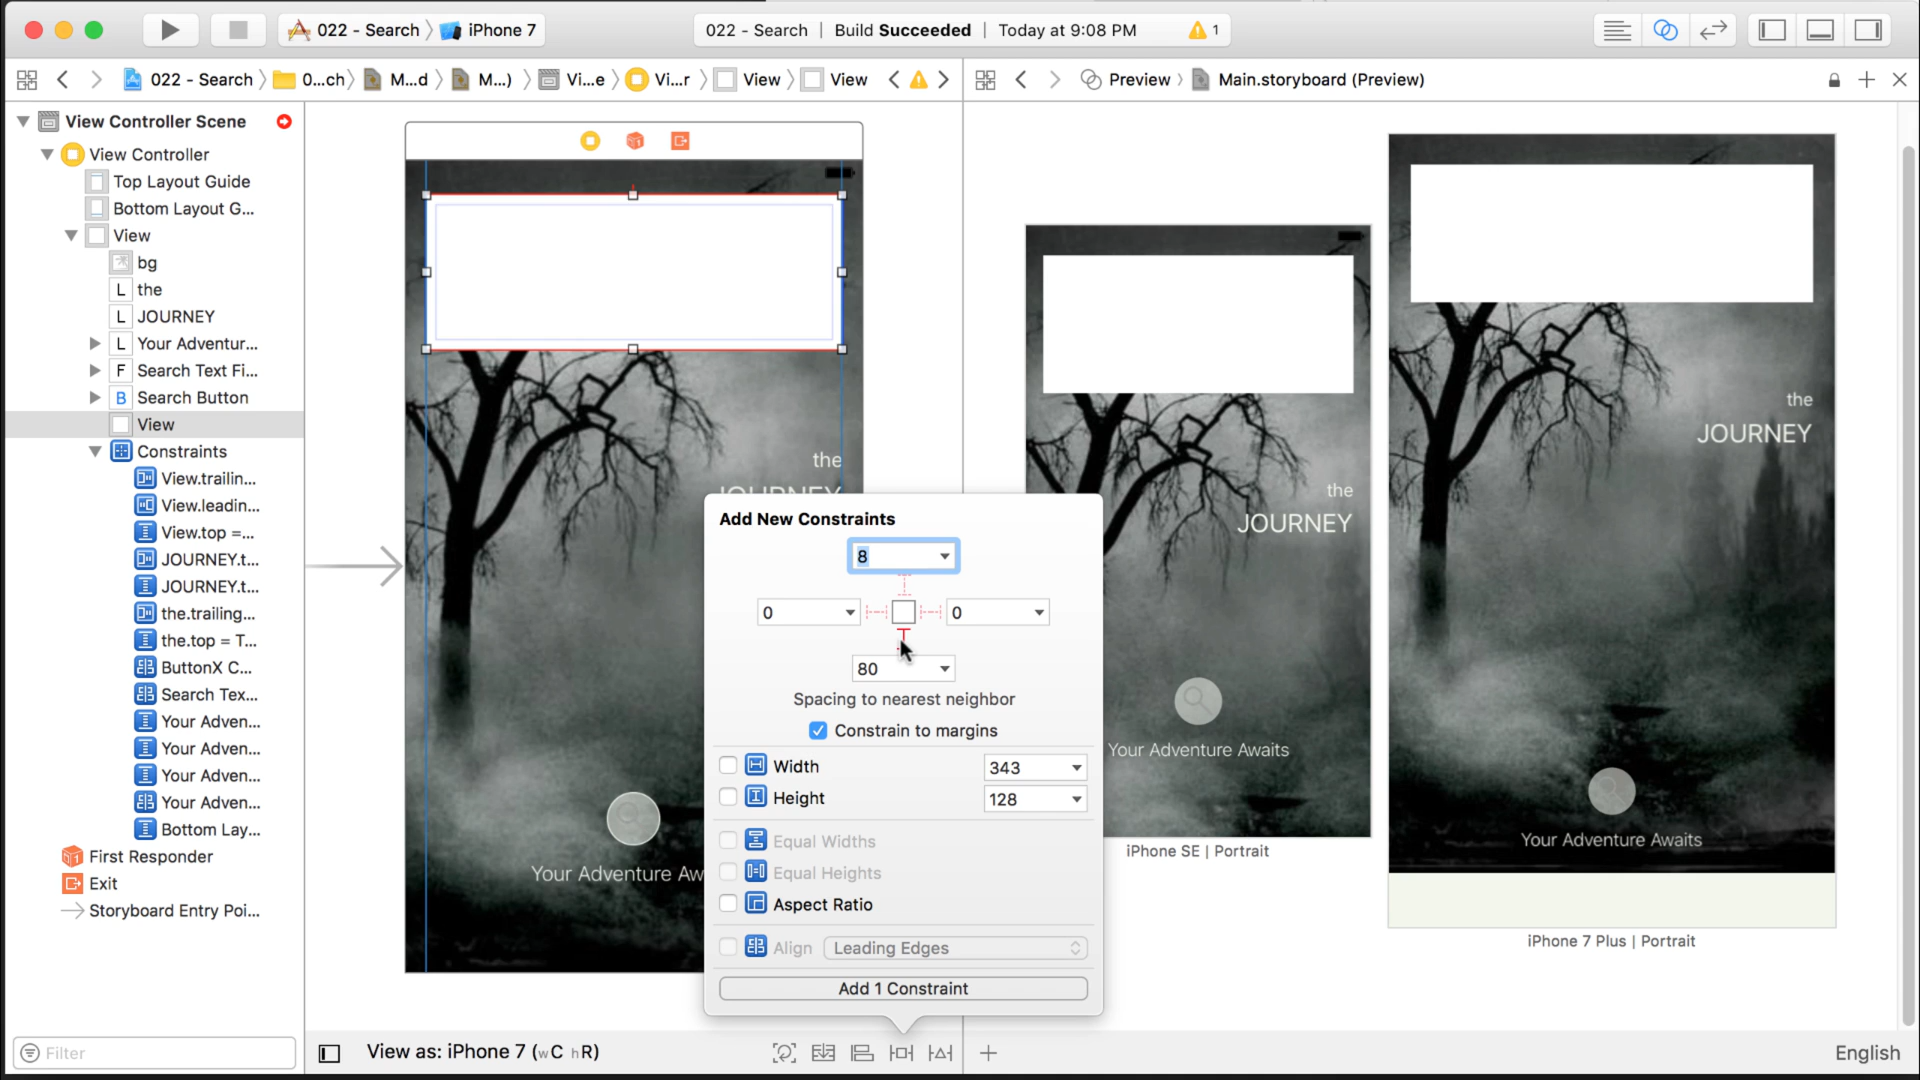 022 - Search
iPhone 7
022 - Search | Build Succeeded | Today at 9:08 PM
1
022 - Search
0...ch
M...d
M...)
Vi...e
Vi...r
View
View
Preview
Main.storyboard (Preview)
View Controller Scene
View Controller
Top Layout Guide
Bottom Layout G...
View
bg
L the
L JOURNEY
L Your Adventur...
F Search Text Fi...
B Search Button
View
Constraints
View.trailin...
View.leadin...
View.top =...
JOURNEY.t...
JOURNEY.t...
the.trailing...
the.top = T...
ButtonX C...
Search Tex...
Your Adven...
Your Adven...
Your Adven...
Your Adven...
Bottom Lay...
First Responder
Exit
Storyboard Entry Poi...
Filter
the
JOURNEY
Your Adventure Aw
View as: iPhone 7 (wC hR)
Add New Constraints
8
0
0
80
Spacing to nearest neighbor
Constrain to margins
Width
343
Height
128
Equal Widths
Equal Heights
Aspect Ratio
Align
Leading Edges
Add 1 Constraint
the
JOURNEY
Your Adventure Awaits
iPhone SE | Portrait
the
JOURNEY
Your Adventure Awaits
iPhone 7 Plus | Portrait
English